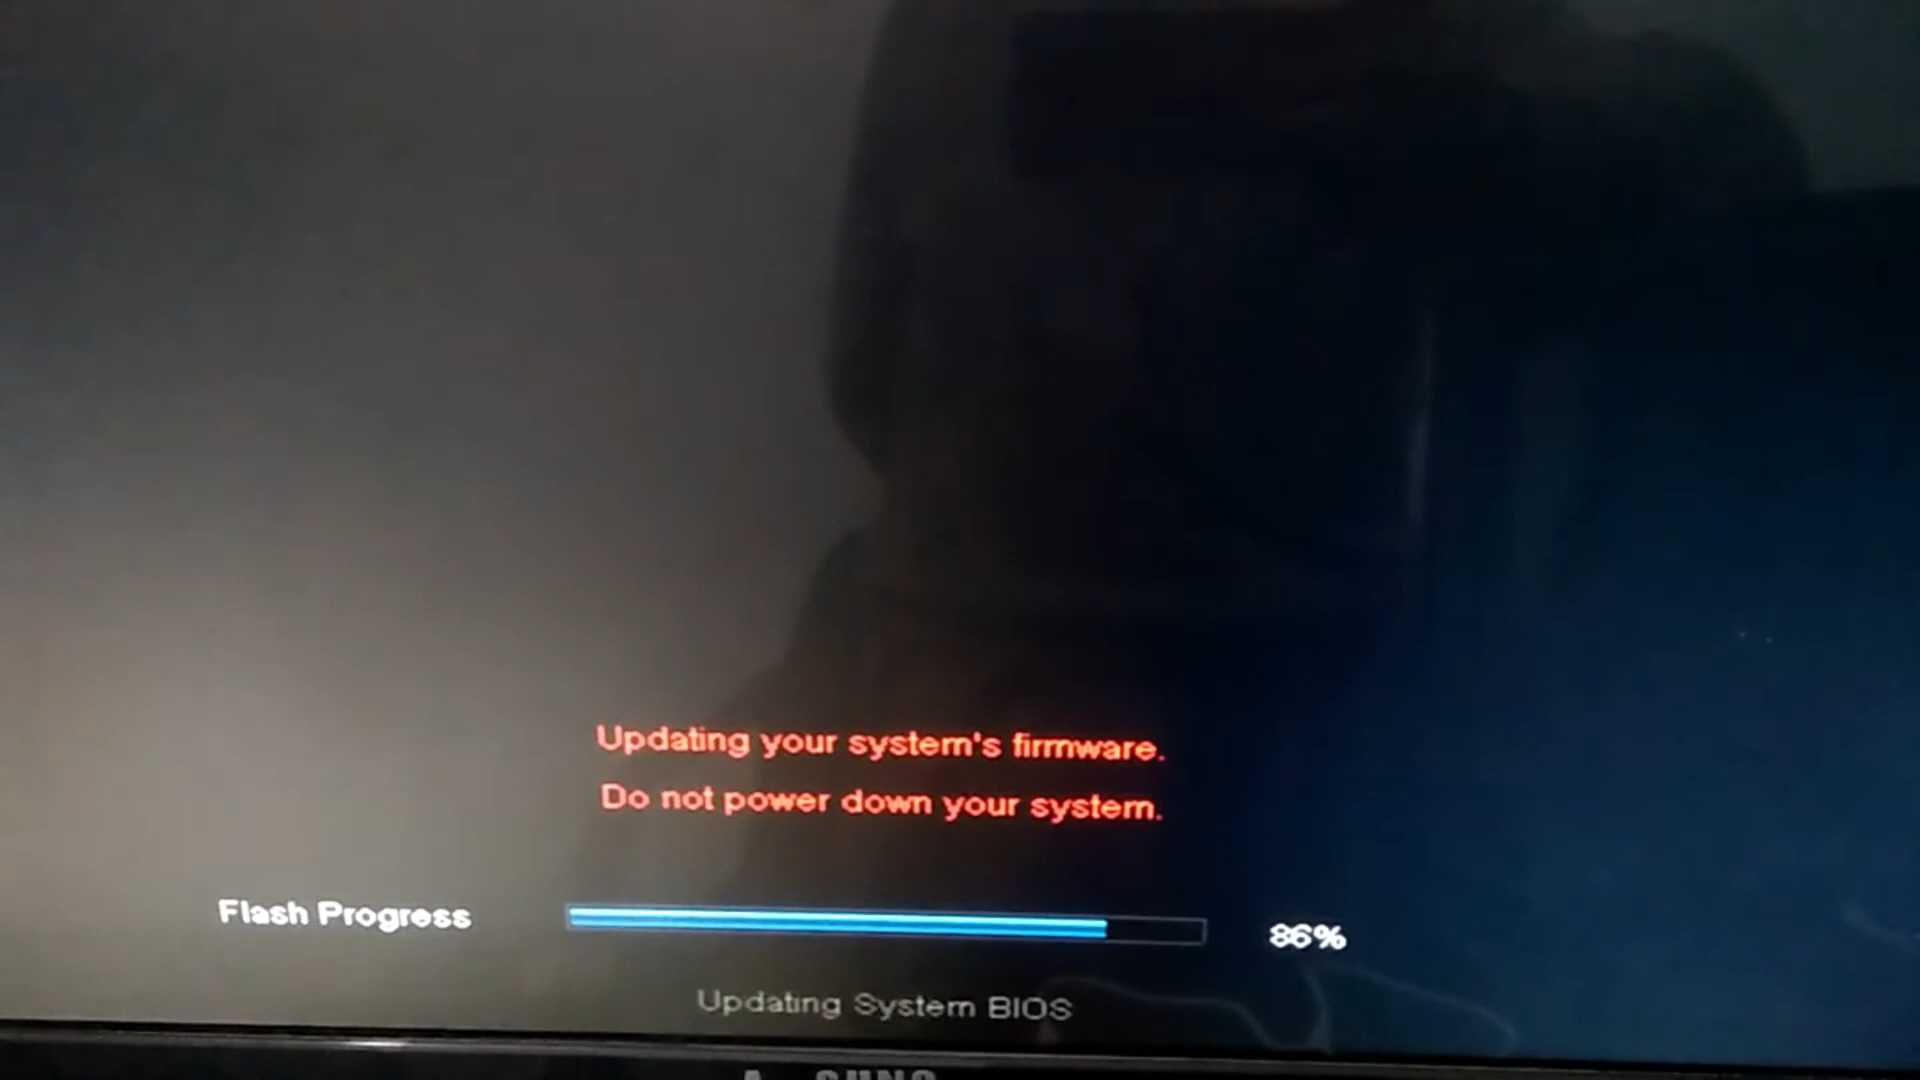 Updating your system's firmware.
Do not power down your system.
Flash Progress 86%
Updating System BIOS